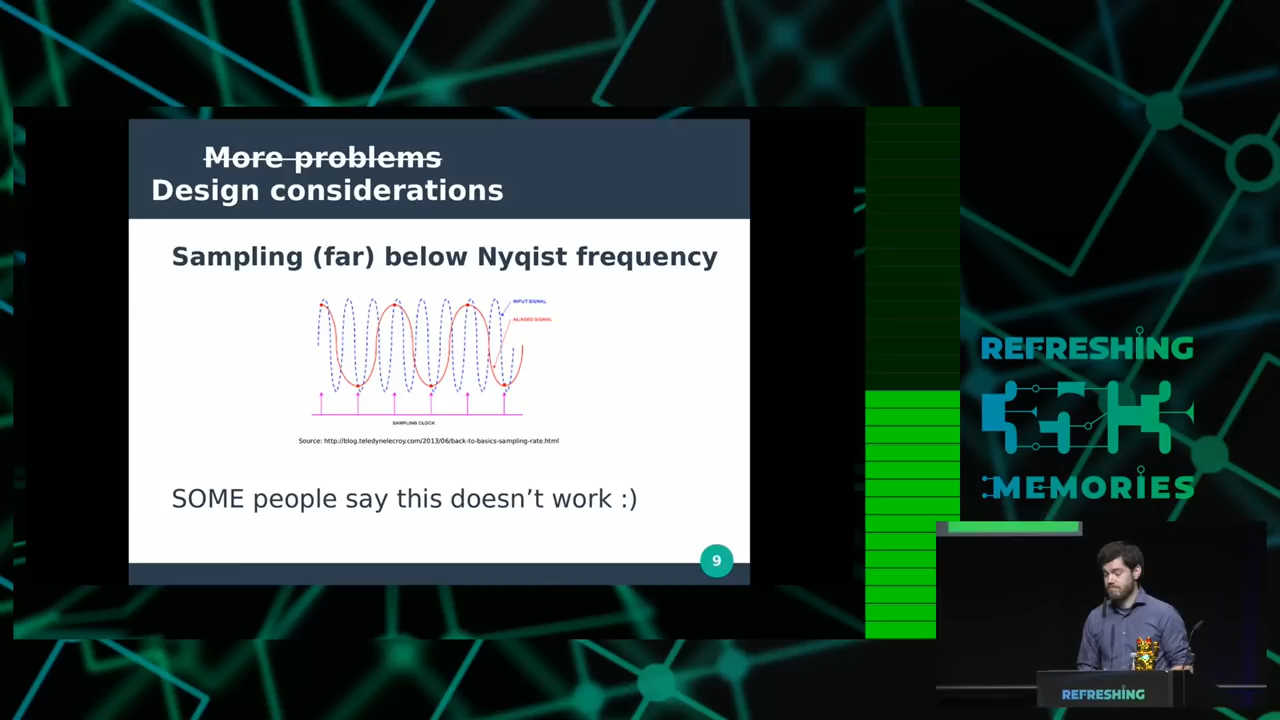 More problems
Design considerations
Sampling (far) below Nyqist frequency
INPUT SIGNAL
ALIASED SIGNAL
SAMPLING CLOCK
Source: http://blog.teledynelecroy.com/2013/06/back-to-basics-sampling-rate.html
SOME people say this doesn’t work :)
9
REFRESHING
MEMORIES
REFRESHING